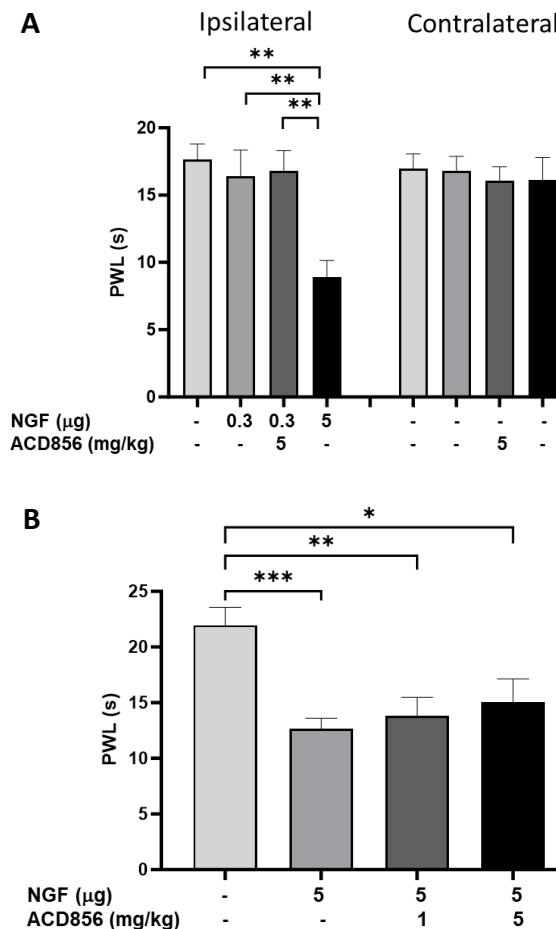 A
Ipsilateral Contralateral
**
**
**
20
15
10
5
0
PWL (s)
NGF (μg) - 0.3 0.3 5 - - - -
ACD856 (mg/kg) - - 5 - - - 5 -
B
*
**
***
25
20
15
10
5
0
PWL (s)
NGF (μg) - 5 5 5
ACD856 (mg/kg) - - 1 5